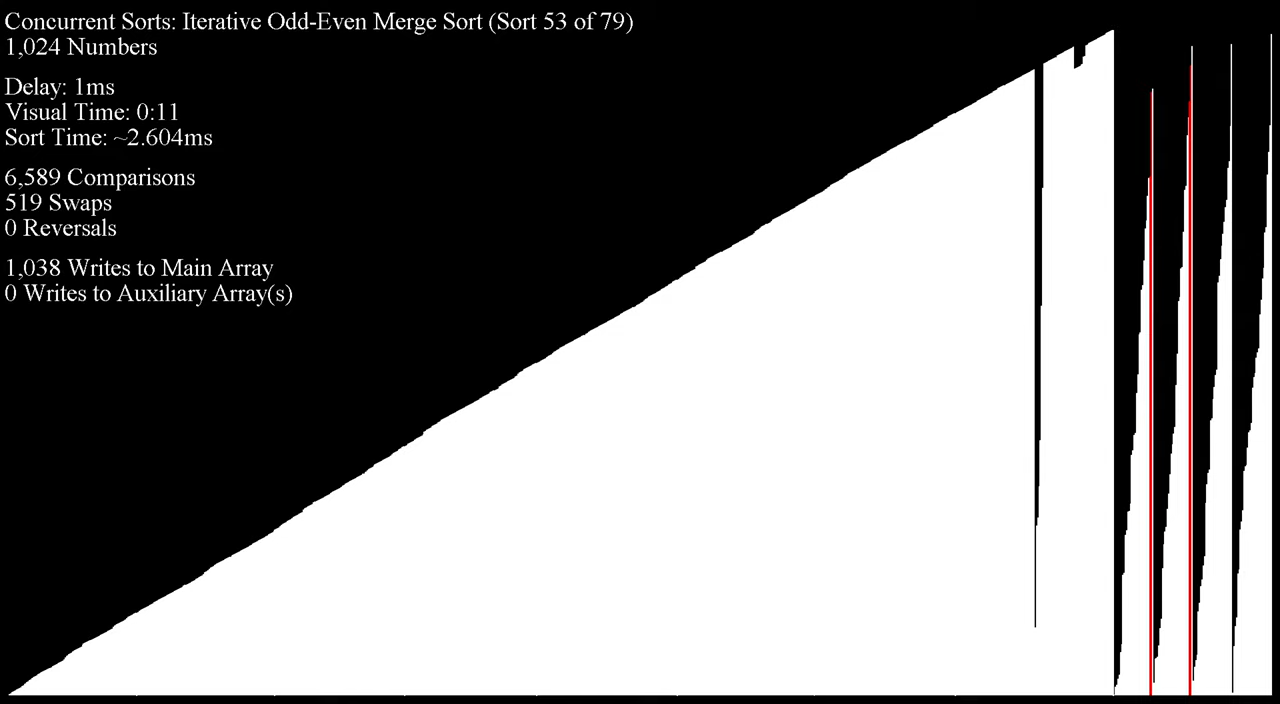 Concurrent Sorts: Iterative Odd-Even Merge Sort (Sort 53 of 79)
1,024 Numbers
Delay: 1ms
Visual Time: 0:11
Sort Time: ~2.604ms
6,589 Comparisons
519 Swaps
0 Reversals
1,038 Writes to Main Array
0 Writes to Auxiliary Array(s)